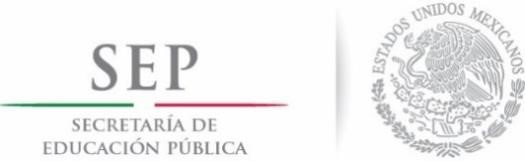 SEP
SECRETARÍA DE
EDUCACIÓN PÚBLICA
ESTADOS UNIDOS MEXICANOS